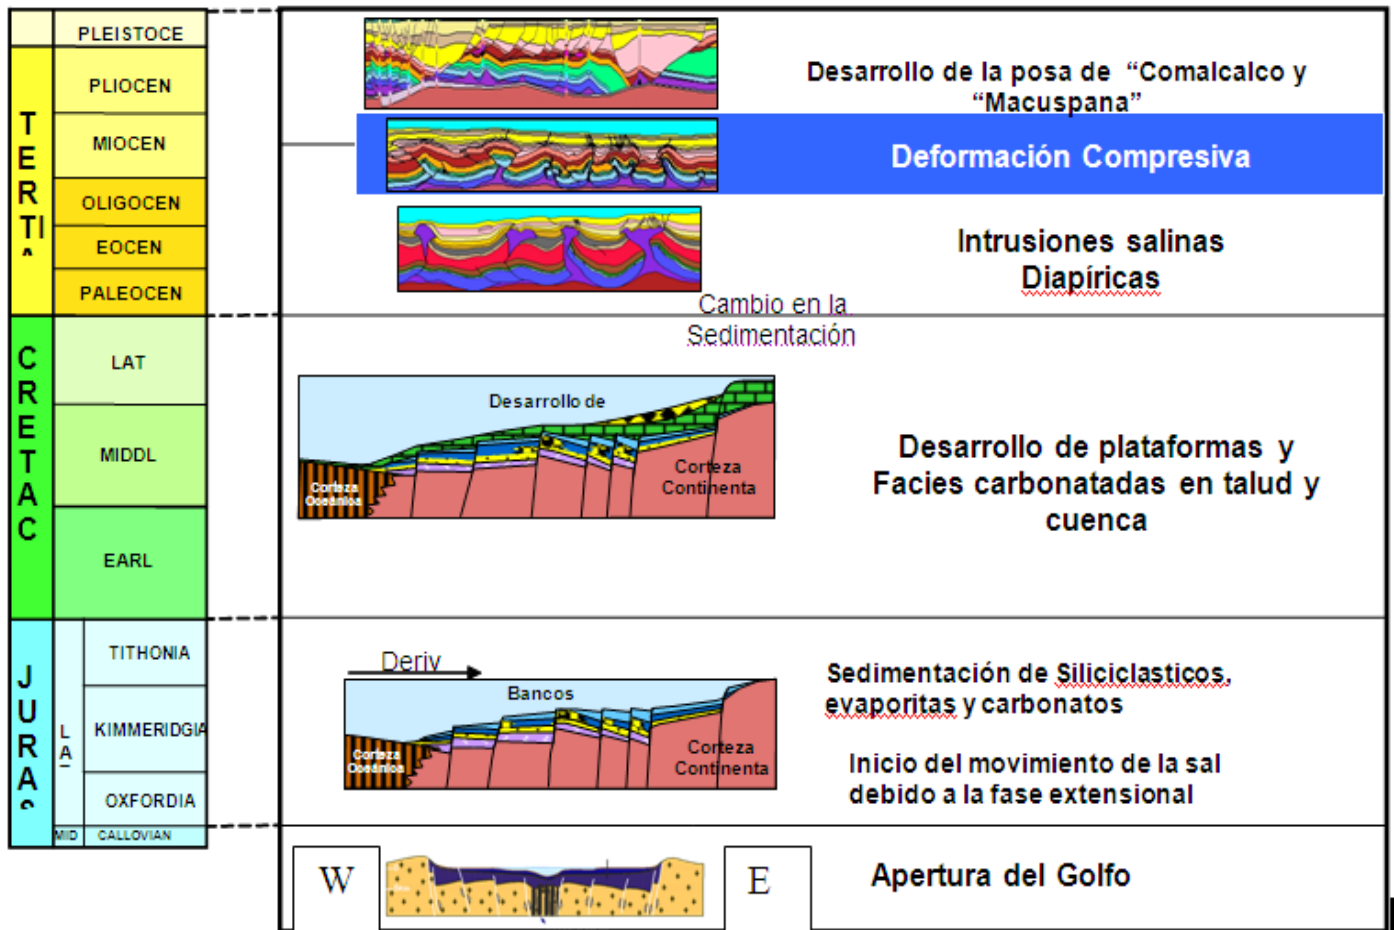 PLEISTOCE
PLIOCEN
MIOCEN
OLIGOCEN
EOCEN
PALEOCEN
TERTI
CRETAC
LAT
MIDDL
EARL
JURA
LA
TITHONIA
KIMMERIDGIA
OXFORDIA
MID CALLOVIAN
Desarrollo de la posa de “Comalcalco y
“Macuspana”
Deformación Compresiva
Intrusiones salinas
Diapíricas
Cambio en la
Sedimentación
Desarrollo de
Corteza
Oceánica
Corteza
Continenta
Desarrollo de plataformas y
Facies carbonatadas en talud y
cuenca
Deriv
Bancos
Corteza
Oceánica
Corteza
Continenta
Sedimentación de Siliciclasticos,
evaporitas y carbonatos
Inicio del movimiento de la sal
debido a la fase extensional
W
E
Apertura del Golfo